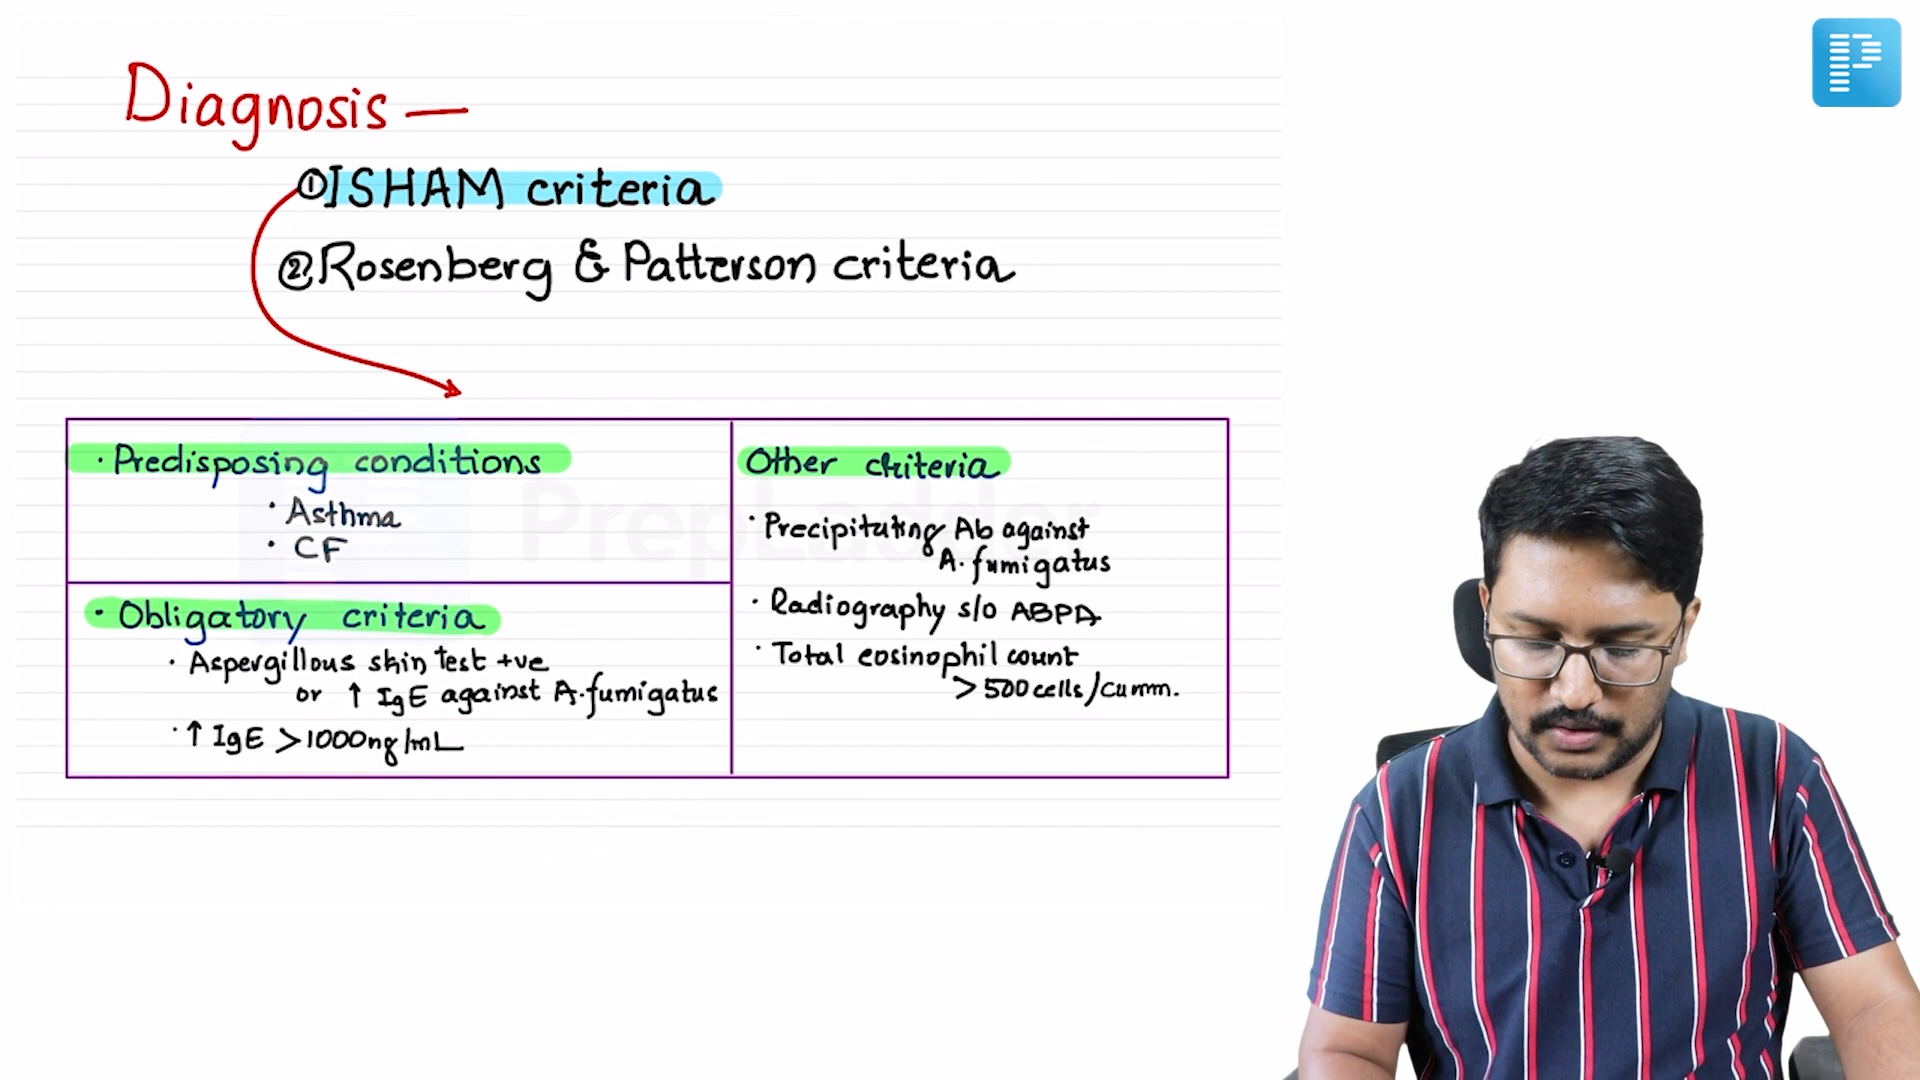 Diagnosis —
① ISHAM criteria
② Rosenberg & Patterson criteria
· Predisposing conditions
· Asthma
· CF
· Obligatory criteria
· Aspergillous skin test +ve
or ↑ IgE against A.fumigatus
· ↑ IgE >1000ng/mL
Other criteria
· Precipitating Ab against
A.fumigatus
· Radiography s/o ABPA
· Total eosinophil count
> 500 cells/cumm.
PrepLadder